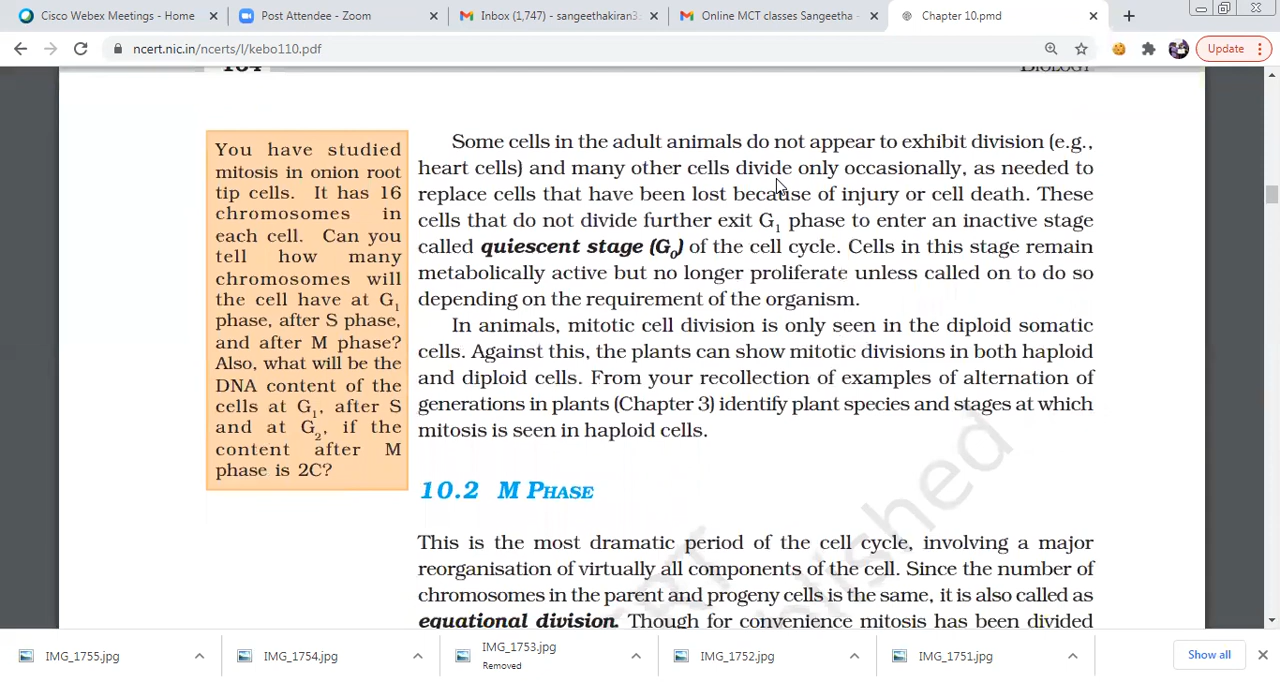 Cisco Webex Meetings - Home
Post Attendee - Zoom
Inbox (1,747) - sangeethakiran3
Online MCT classes Sangeetha -
Chapter 10.pmd
ncert.nic.in/ncerts/l/kebo110.pdf
Update
BIOLOGY
You have studied
mitosis in onion root
tip cells. It has 16
chromosomes in
each cell. Can you
tell how many
chromosomes will
the cell have at G1
phase, after S phase,
and after M phase?
Also, what will be the
DNA content of the
cells at G1, after S
and at G2, if the
content after M
phase is 2C?
Some cells in the adult animals do not appear to exhibit division (e.g.,
heart cells) and many other cells divide only occasionally, as needed to
replace cells that have been lost because of injury or cell death. These
cells that do not divide further exit G1 phase to enter an inactive stage
called quiescent stage (G0) of the cell cycle. Cells in this stage remain
metabolically active but no longer proliferate unless called on to do so
depending on the requirement of the organism.
In animals, mitotic cell division is only seen in the diploid somatic
cells. Against this, the plants can show mitotic divisions in both haploid
and diploid cells. From your recollection of examples of alternation of
generations in plants (Chapter 3) identify plant species and stages at which
mitosis is seen in haploid cells.
10.2 M PHASE
This is the most dramatic period of the cell cycle, involving a major
reorganisation of virtually all components of the cell. Since the number of
chromosomes in the parent and progeny cells is the same, it is also called as
equational division. Though for convenience mitosis has been divided
IMG_1755.jpg
IMG_1754.jpg
IMG_1753.jpg
Removed
IMG_1752.jpg
IMG_1751.jpg
Show all